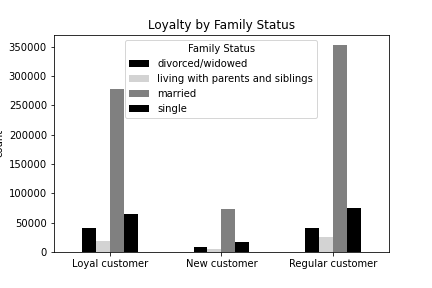 Loyalty by Family Status
350000
300000
250000
200000
150000
100000
50000
0
Family Status
divorced/widowed
living with parents and siblings
married
single
Loyal customer
New customer
Regular customer